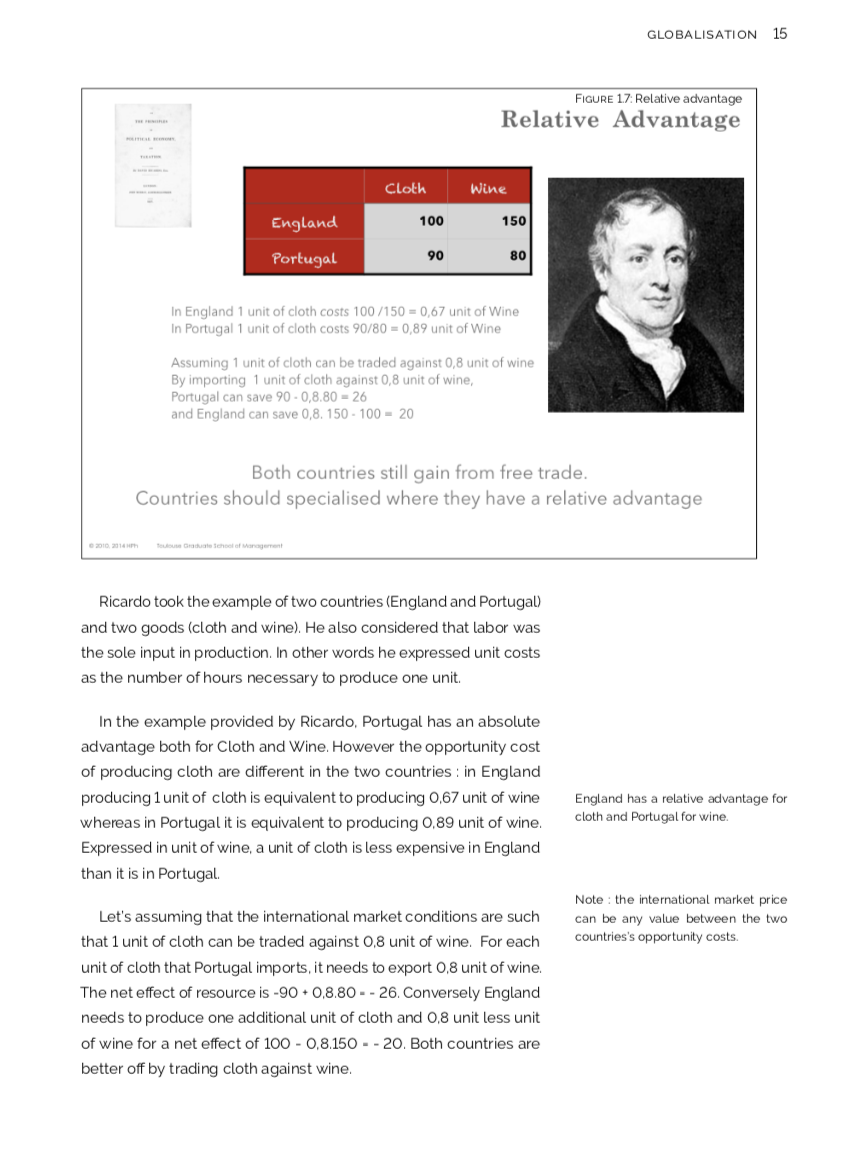 GLOBALISATION 15
FIGURE 1.7: Relative advantage
Relative Advantage
THE PRINCIPLES
POLITICAL ECONOMY,
TAXATION
Cloth Wine
England 100 150
Portugal 90 80
In England 1 unit of cloth costs 100 /150 = 0,67 unit of Wine
In Portugal 1 unit of cloth costs 90/80 = 0,89 unit of Wine
Assuming 1 unit of cloth can be traded against 0,8 unit of wine
By importing 1 unit of cloth against 0,8 unit of wine,
Portugal can save 90 - 0,8.80 = 26
and England can save 0,8. 150 - 100 = 20
Both countries still gain from free trade.
Countries should specialised where they have a relative advantage
© 2010, 2014 HPh Toulouse Graduate School of Management
Ricardo took the example of two countries (England and Portugal)
and two goods (cloth and wine). He also considered that labor was
the sole input in production. In other words he expressed unit costs
as the number of hours necessary to produce one unit.
In the example provided by Ricardo, Portugal has an absolute
advantage both for Cloth and Wine. However the opportunity cost
of producing cloth are different in the two countries : in England
producing 1 unit of cloth is equivalent to producing 0,67 unit of wine
whereas in Portugal it is equivalent to producing 0,89 unit of wine.
Expressed in unit of wine, a unit of cloth is less expensive in England
than it is in Portugal.
England has a relative advantage for
cloth and Portugal for wine.
Let's assuming that the international market conditions are such
that 1 unit of cloth can be traded against 0,8 unit of wine. For each
unit of cloth that Portugal imports, it needs to export 0,8 unit of wine.
The net effect of resource is -90 + 0,8.80 = - 26. Conversely England
needs to produce one additional unit of cloth and 0,8 unit less unit
of wine for a net effect of 100 - 0,8.150 = - 20. Both countries are
better off by trading cloth against wine.
Note : the international market price
can be any value between the two
countries's opportunity costs.